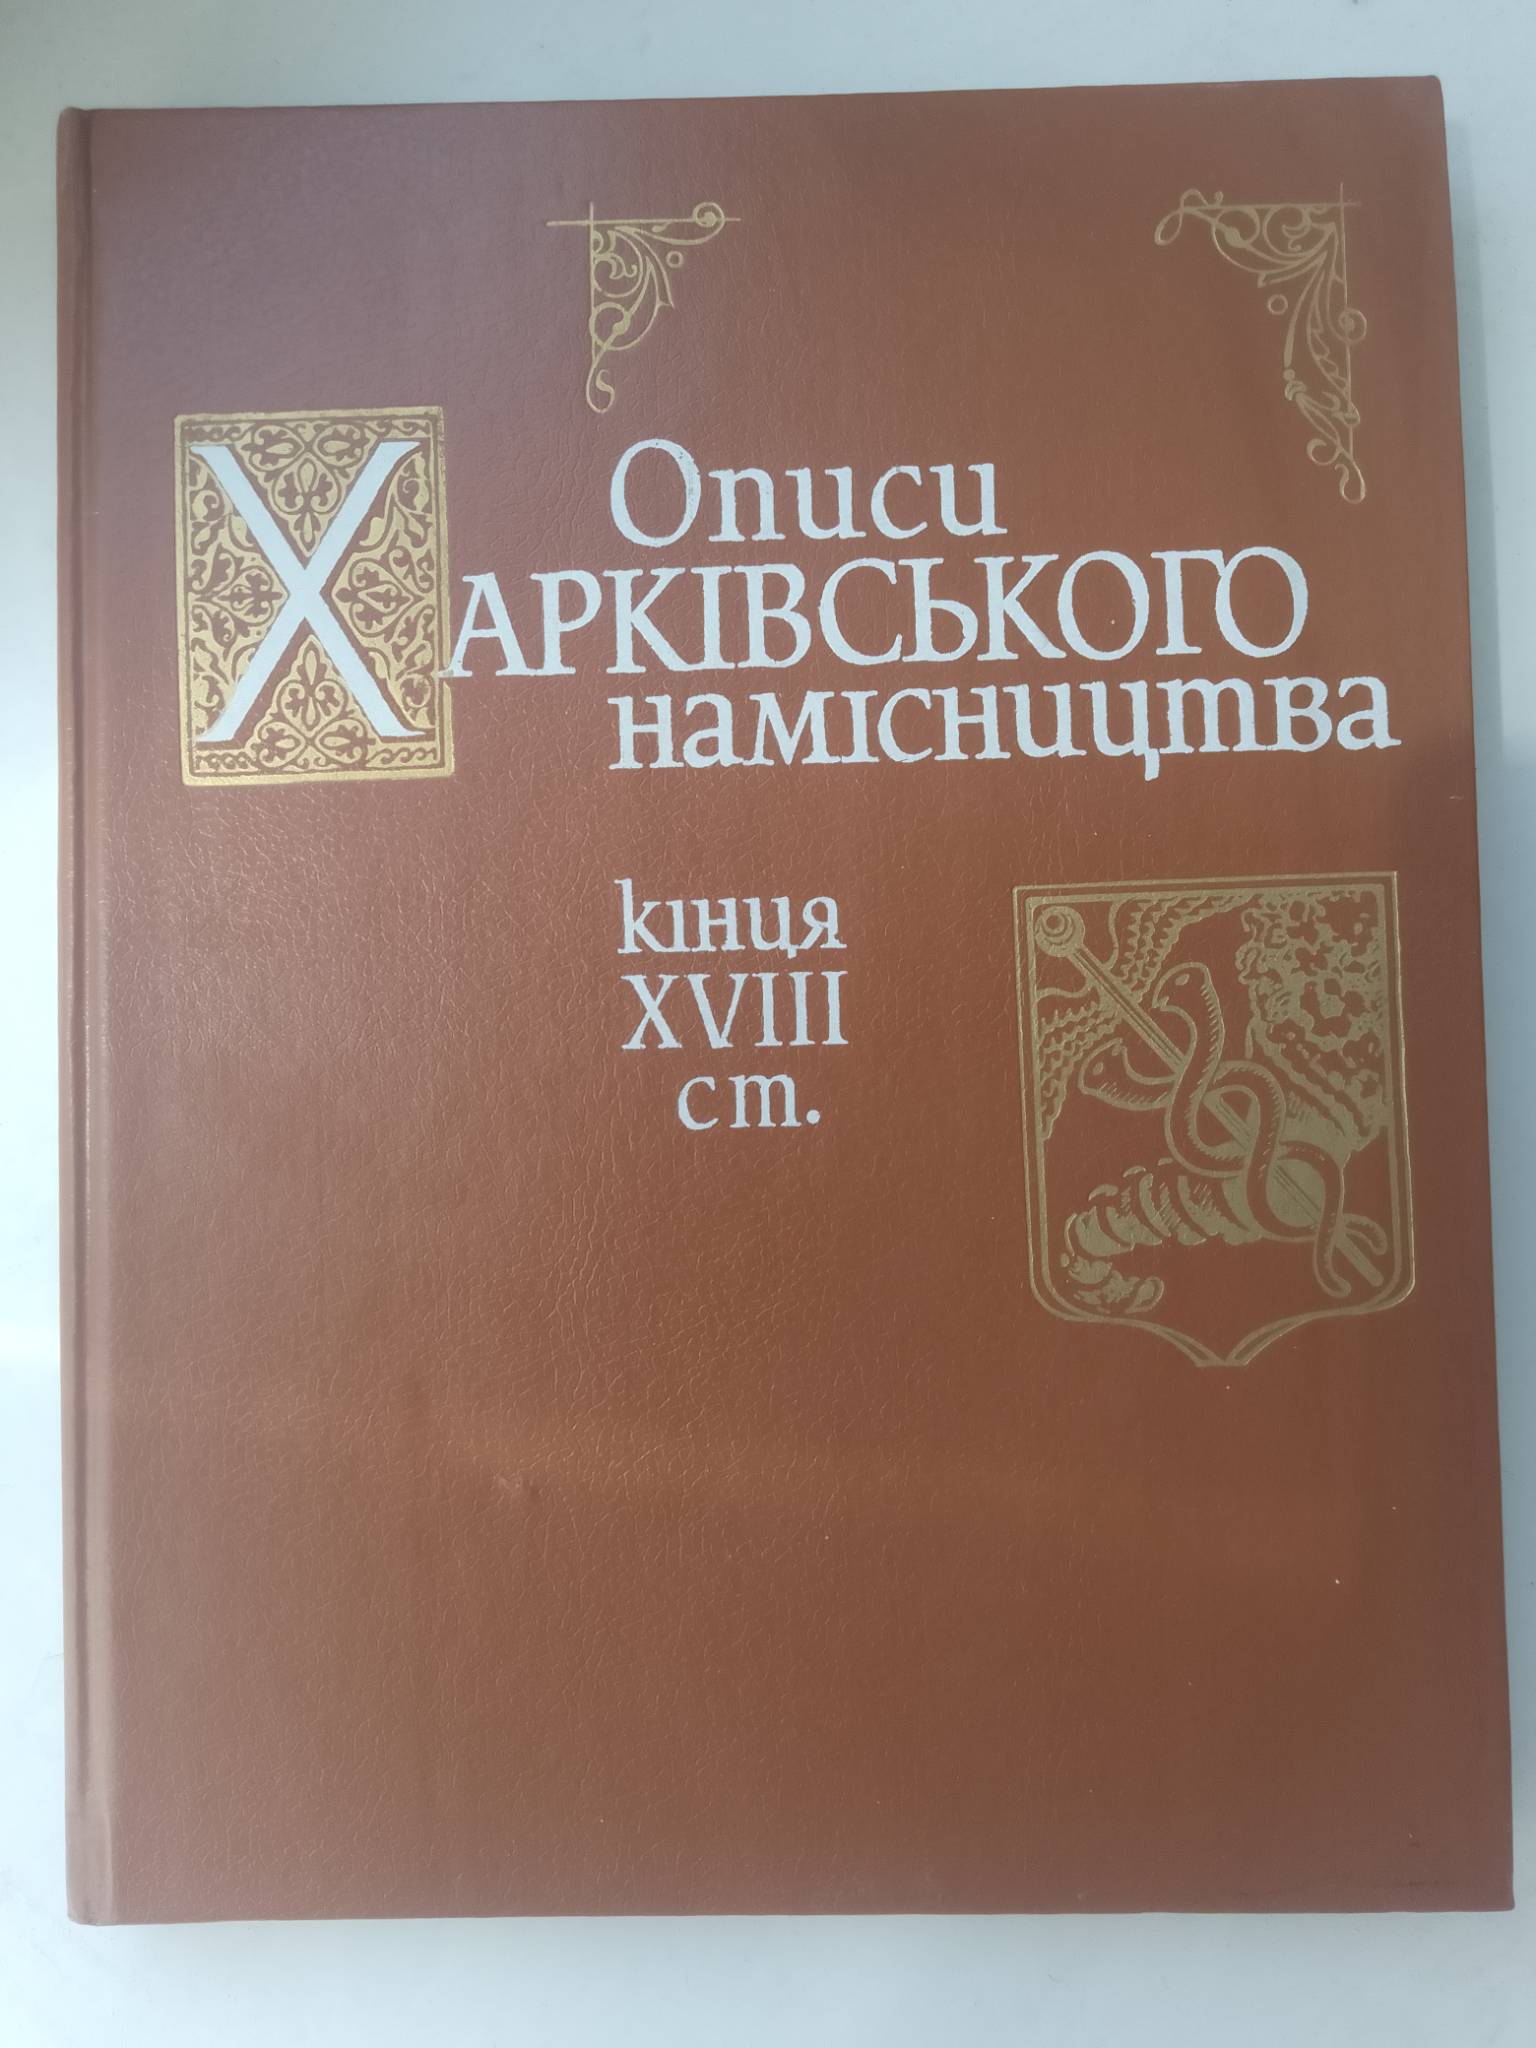 Описи
ХАРКІВСЬКОГО
намісництва
кінця
XVIII
ст.